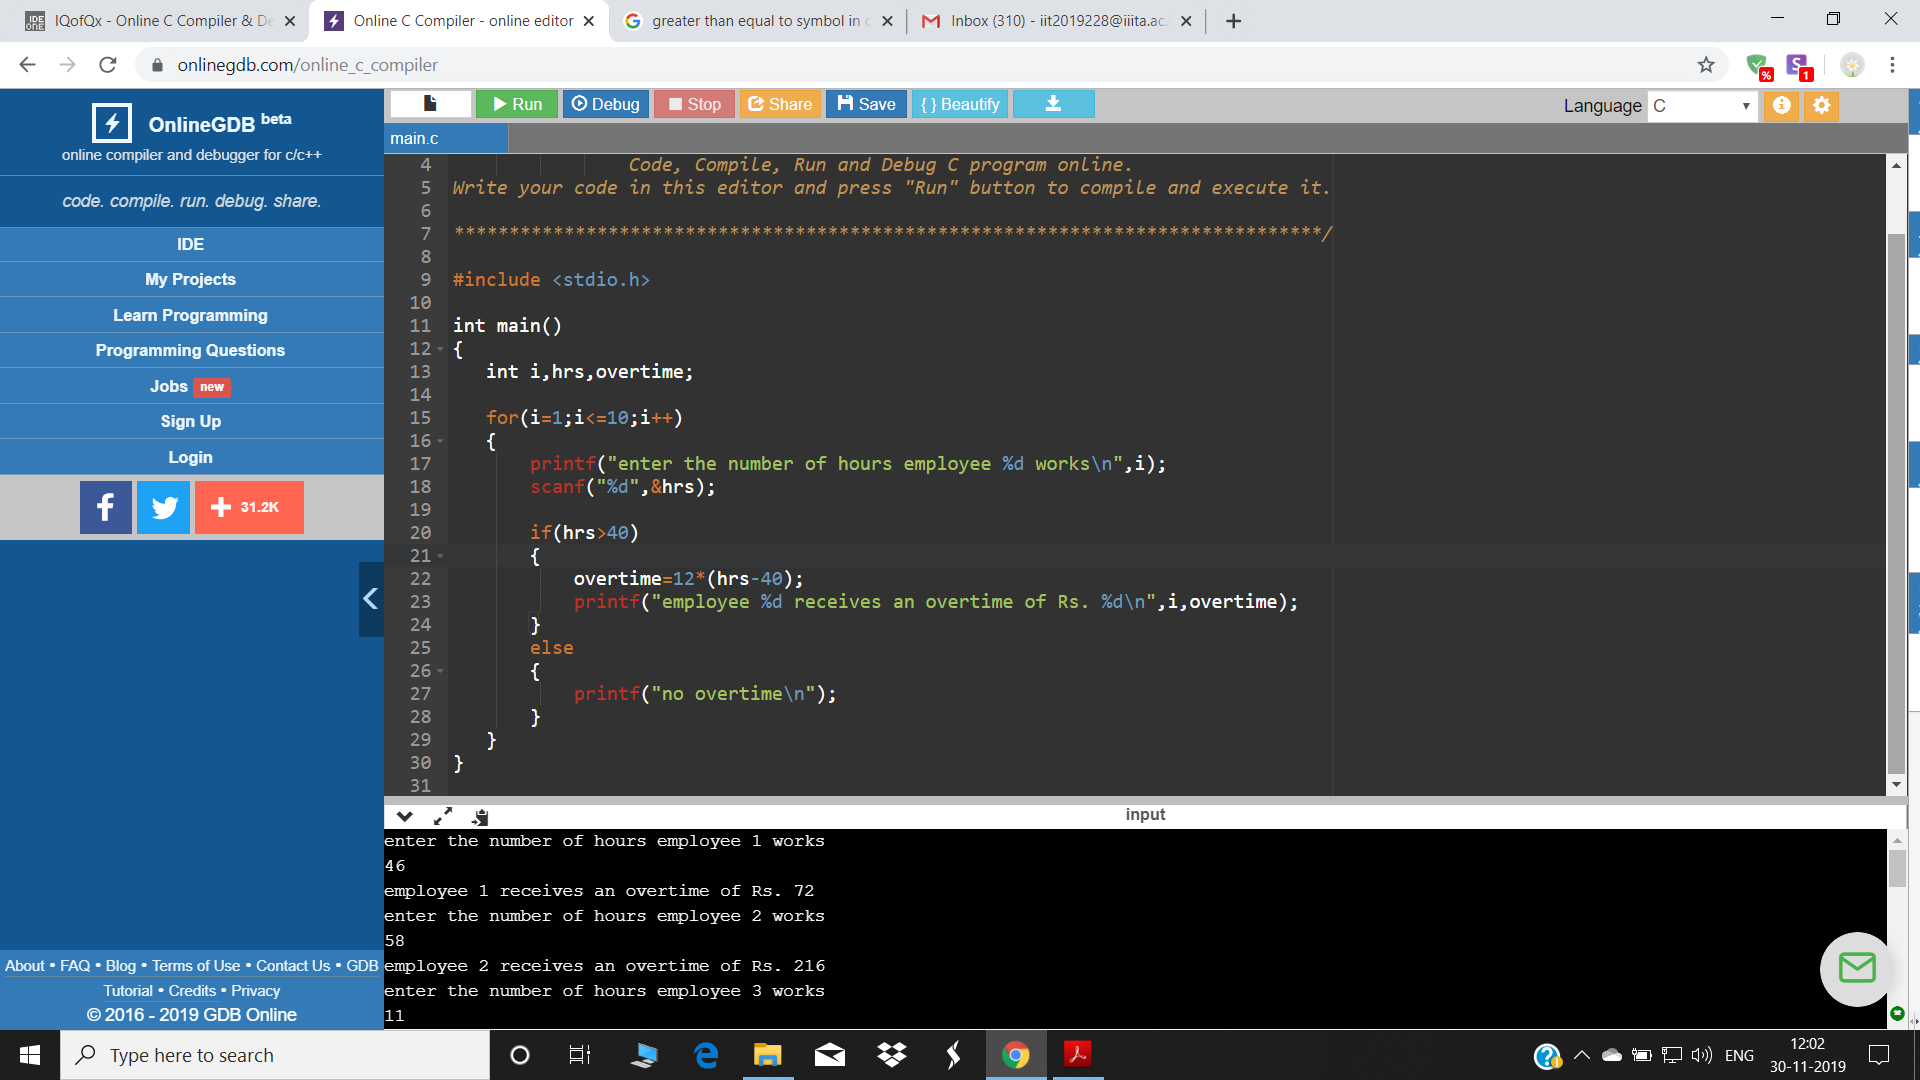 IQofQx - Online C Compiler & De
Online C Compiler - online editor
greater than equal to symbol in c
Inbox (310) - iit2019228@iiita.ac.
onlinegdb.com/online_c_compiler
OnlineGDB beta
online compiler and debugger for c/c++
code. compile. run. debug. share.
IDE
My Projects
Learn Programming
Programming Questions
Jobs new
Sign Up
Login
31.2K
About • FAQ • Blog • Terms of Use • Contact Us • GDB
Tutorial • Credits • Privacy
© 2016 - 2019 GDB Online
Run Debug Stop Share Save { } Beautify
Language C
main.c
4 Code, Compile, Run and Debug C program online.
5 Write your code in this editor and press "Run" button to compile and execute it.
6
7 *******************************************************************************/
8
9 #include <stdio.h>
10
11 int main()
12 {
13 int i,hrs,overtime;
14
15 for(i=1;i<=10;i++)
16 {
17 printf("enter the number of hours employee %d works\n",i);
18 scanf("%d",&hrs);
19
20 if(hrs>40)
21 {
22 overtime=12*(hrs-40);
23 printf("employee %d receives an overtime of Rs. %d\n",i,overtime);
24 }
25 else
26 {
27 printf("no overtime\n");
28 }
29 }
30 }
31
input
enter the number of hours employee 1 works
46
employee 1 receives an overtime of Rs. 72
enter the number of hours employee 2 works
58
employee 2 receives an overtime of Rs. 216
enter the number of hours employee 3 works
11
Type here to search
ENG
12:02
30-11-2019